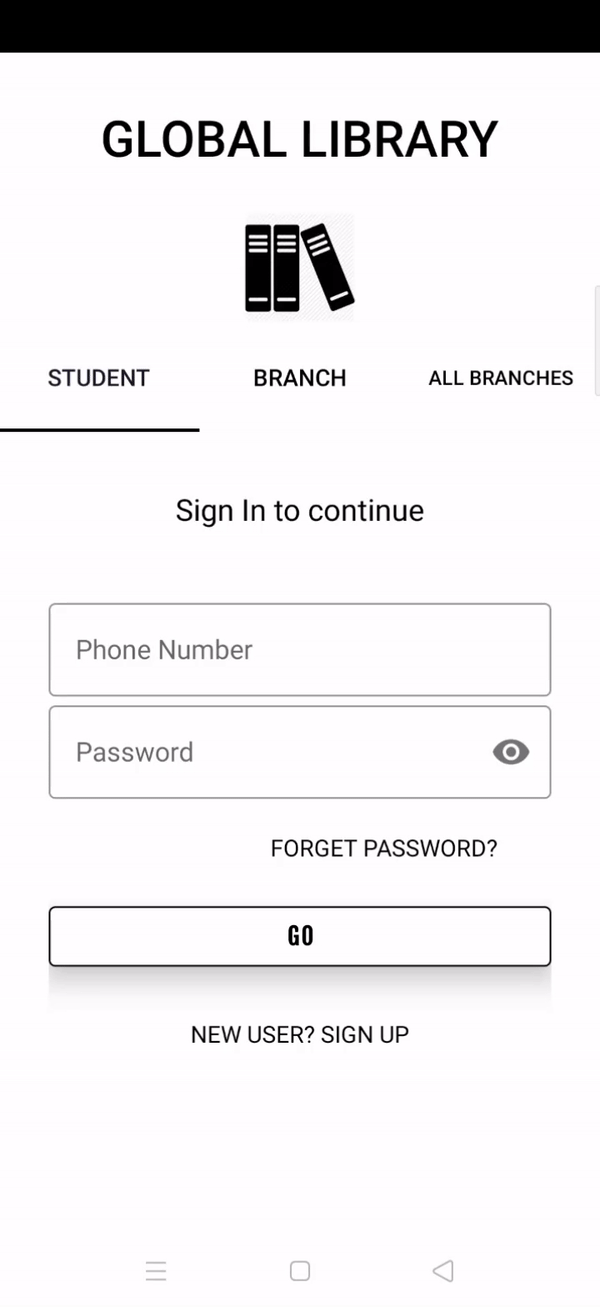 GLOBAL LIBRARY
STUDENT BRANCH ALL BRANCHES
Sign In to continue
Phone Number
Password
FORGET PASSWORD?
GO
NEW USER? SIGN UP